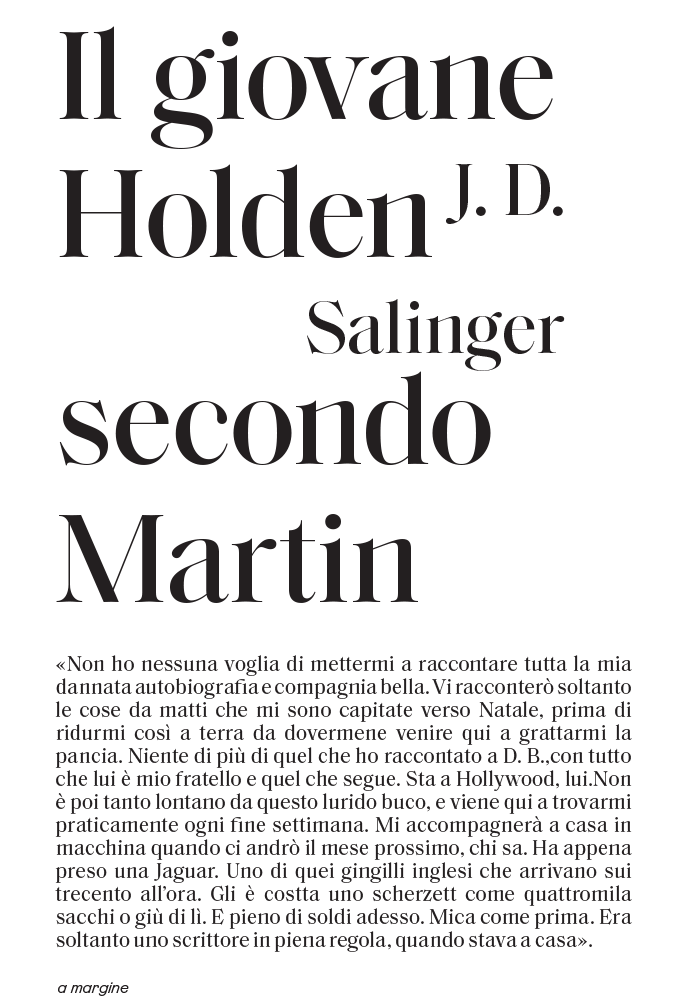 Il giovane
Holden J. D.
Salinger
secondo
Martin
«Non ho nessuna voglia di mettermi a raccontare tutta la mia
dannata autobiografia e compagnia bella. Vi racconterò soltanto
le cose da matti che mi sono capitate verso Natale, prima di
ridurmi così a terra da dovermene venire qui a grattarmi la
pancia. Niente di più di quel che ho raccontato a D. B.,con tutto
che lui è mio fratello e quel che segue. Sta a Hollywood, lui.Non
è poi tanto lontano da questo lurido buco, e viene qui a trovarmi
praticamente ogni fine settimana. Mi accompagnerà a casa in
macchina quando ci andrò il mese prossimo, chi sa. Ha appena
preso una Jaguar. Uno di quei gingilli inglesi che arrivano sui
trecento all'ora. Gli è costta uno scherzett come quattromila
sacchi o giù di lì. E pieno di soldi adesso. Mica come prima. Era
soltanto uno scrittore in piena regola, quando stava a casa».
a margine